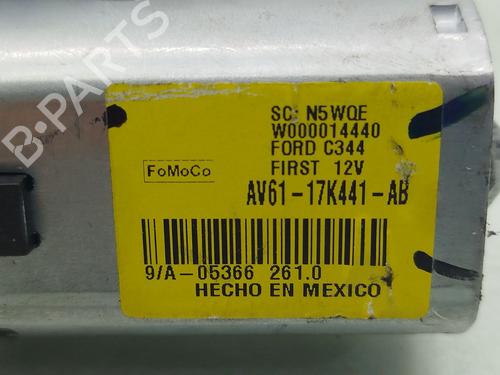 B-PARTS
SC: N5WQE
W000014440
FORD C344
FIRST 12V
FoMoCo
AV61-17K441-AB
9/A-05366 261.0
HECHO EN MEXICO